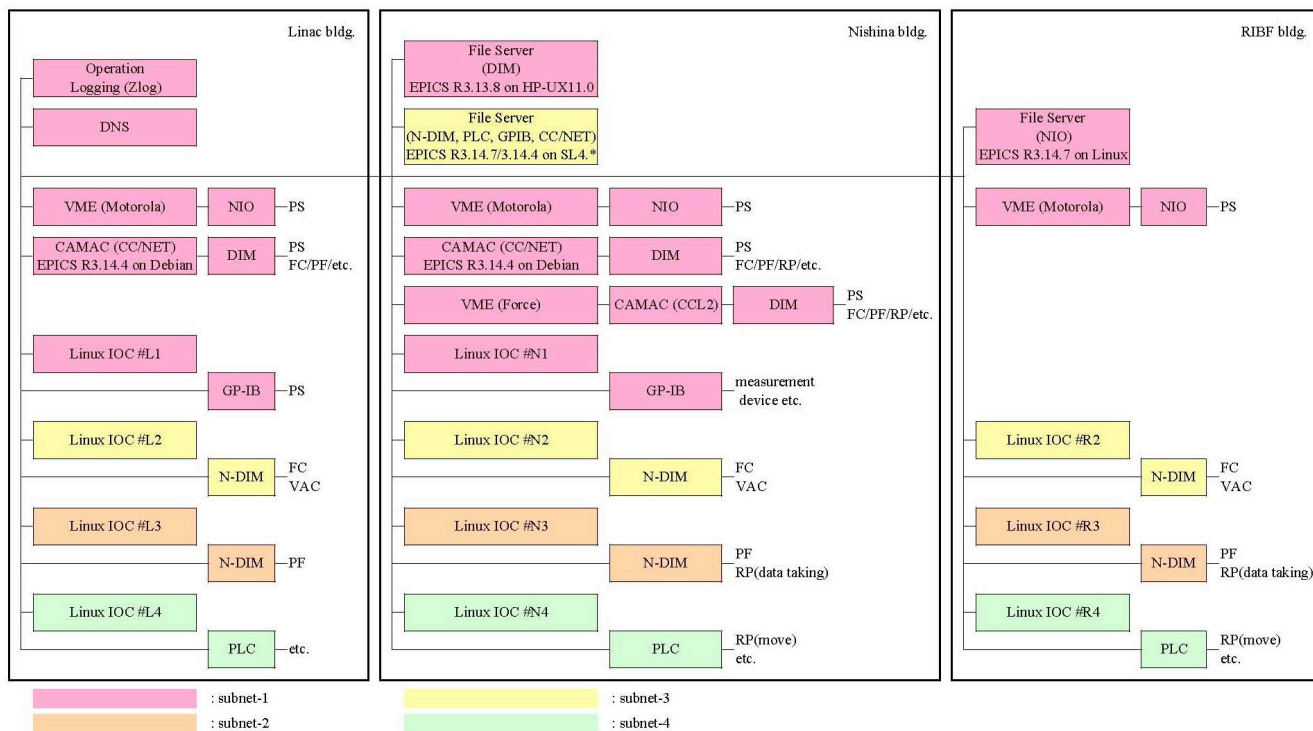 Linac bldg.
Operation
Logging (Zlog)
DNS
VME (Motorola)
NIO
PS
CAMAC (CC/NET)
EPICS R3.14.4 on Debian
DIM
PS
FC/PF/etc.
Linux IOC #L1
GP-IB
PS
Linux IOC #L2
N-DIM
FC
VAC
Linux IOC #L3
N-DIM
PF
Linux IOC #L4
PLC
etc.
Nishina bldg.
File Server
(DIM)
EPICS R3.13.8 on HP-UX11.0
File Server
(N-DIM, PLC, GPIB, CC/NET)
EPICS R3.14.7/3.14.4 on SL4.*
VME (Motorola)
NIO
PS
CAMAC (CC/NET)
EPICS R3.14.4 on Debian
DIM
PS
FC/PF/RP/etc.
VME (Force)
CAMAC (CCL2)
DIM
PS
FC/PF/RP/etc.
Linux IOC #N1
GP-IB
measurement
device etc.
Linux IOC #N2
N-DIM
FC
VAC
Linux IOC #N3
N-DIM
PF
RP(data taking)
Linux IOC #N4
PLC
RP(move)
etc.
RIBF bldg.
File Server
(NIO)
EPICS R3.14.7 on Linux
VME (Motorola)
NIO
PS
Linux IOC #R2
N-DIM
FC
VAC
Linux IOC #R3
N-DIM
PF
RP(data taking)
Linux IOC #R4
PLC
RP(move)
etc.
: subnet-1
: subnet-3
: subnet-2
: subnet-4